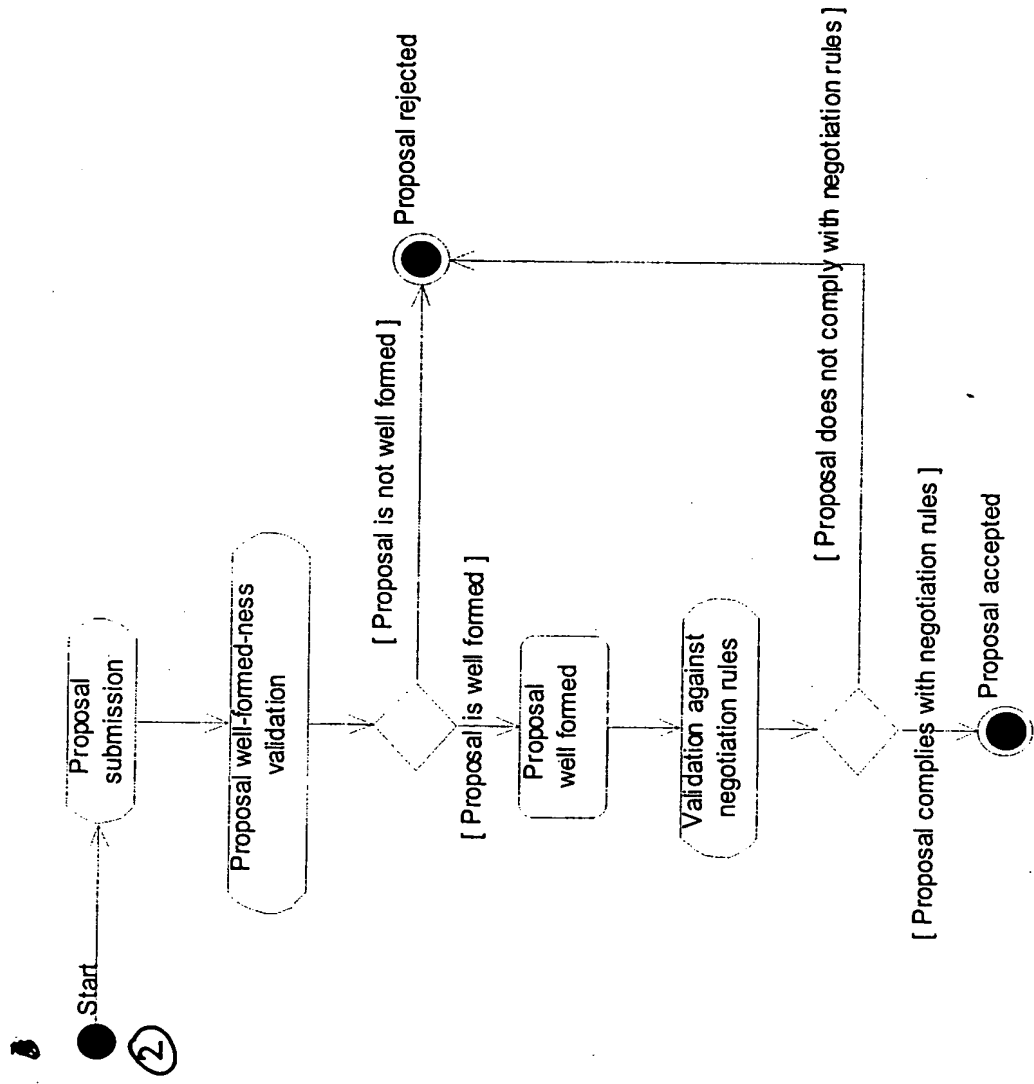 2
Start
Proposal
submission
Proposal well-formed-ness
validation
[ Proposal is not well formed ]
Proposal rejected
[ Proposal is well formed ]
Proposal
well formed
Validation against
negotiation rules
[ Proposal does not comply with negotiation rules ]
[ Proposal complies with negotiation rules ]
Proposal accepted